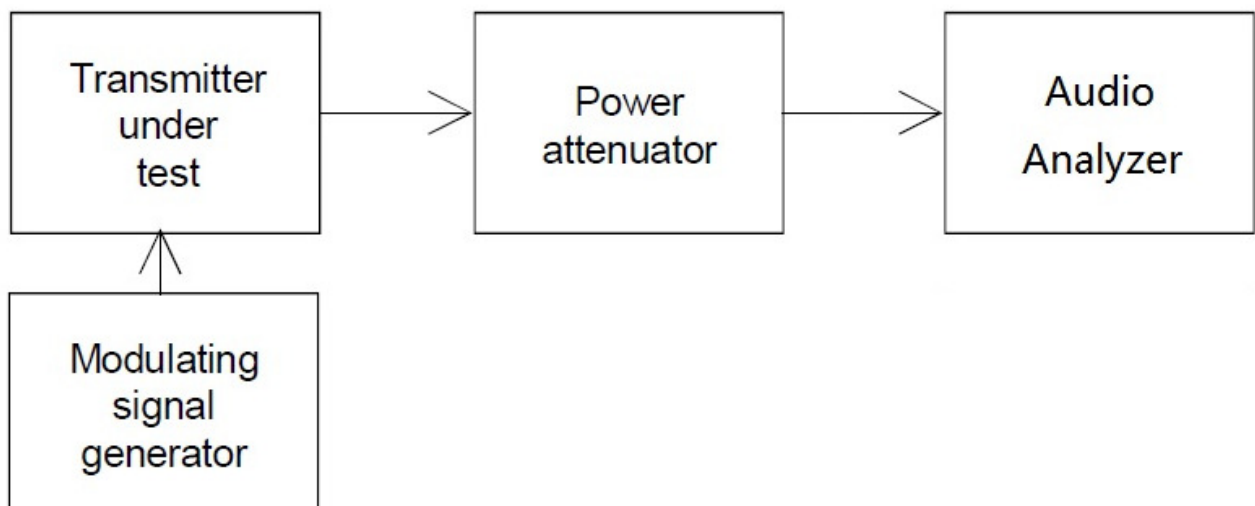 Transmitter
under
test
Power
attenuator
Audio
Analyzer
Modulating
signal
generator